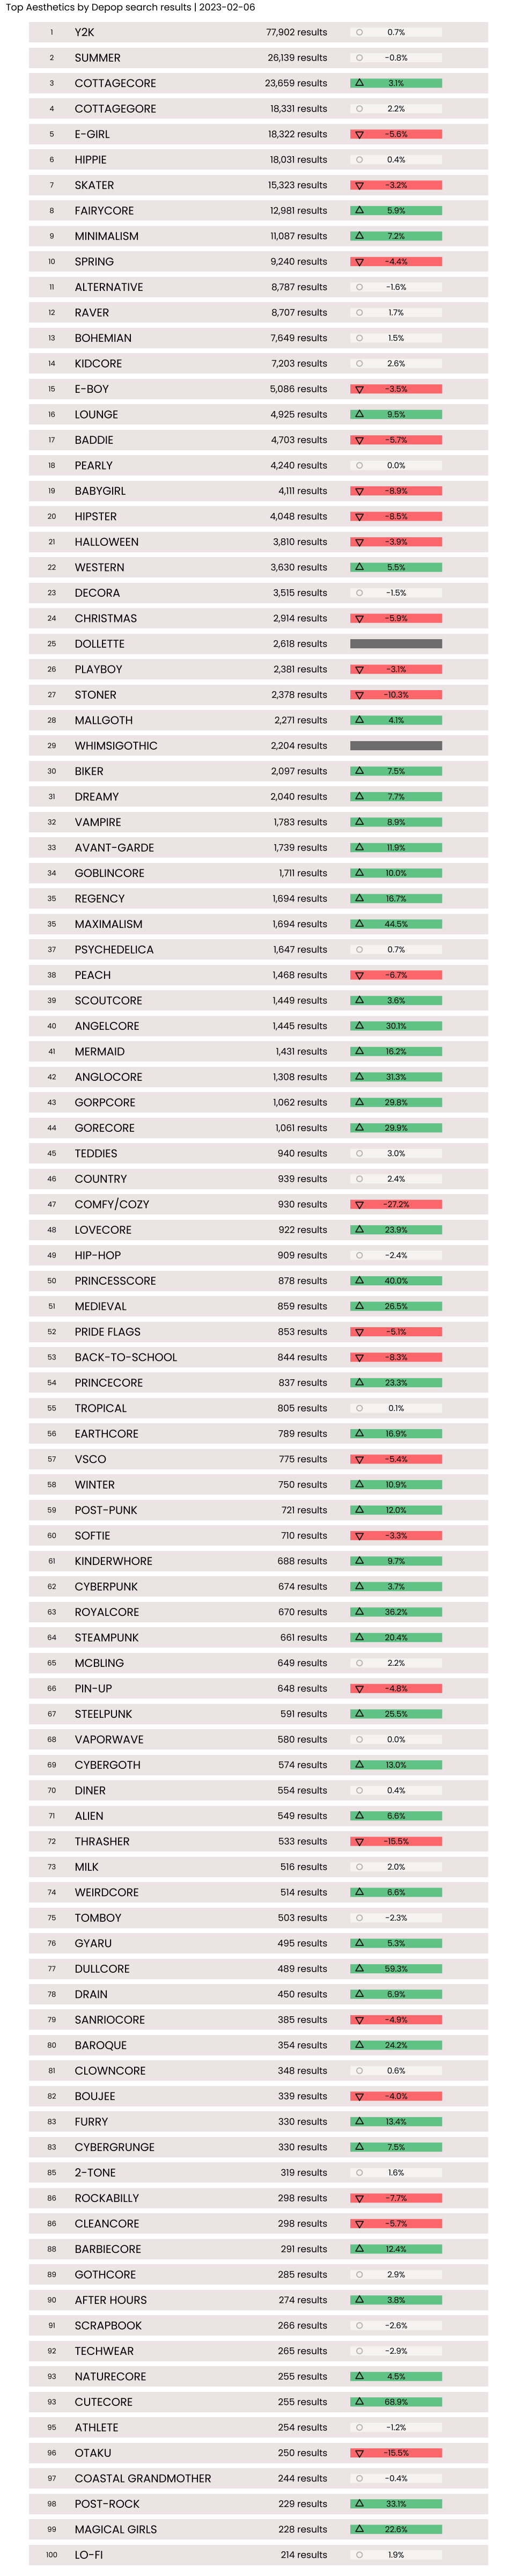 Top Aesthetics by Depop search results | 2023-02-06
1 Y2K 77,902 results 0.7%
2 SUMMER 26,139 results -0.8%
3 COTTAGECORE 23,659 results 3.1%
4 COTTAGEGORE 18,331 results 2.2%
5 E-GIRL 18,322 results -5.6%
6 HIPPIE 18,031 results 0.4%
7 SKATER 15,323 results -3.2%
8 FAIRYCORE 12,981 results 5.9%
9 MINIMALISM 11,087 results 7.2%
10 SPRING 9,240 results -4.4%
11 ALTERNATIVE 8,787 results -1.6%
12 RAVER 8,707 results 1.7%
13 BOHEMIAN 7,649 results 1.5%
14 KIDCORE 7,203 results 2.6%
15 E-BOY 5,086 results -3.5%
16 LOUNGE 4,925 results 9.5%
17 BADDIE 4,703 results -5.7%
18 PEARLY 4,240 results 0.0%
19 BABYGIRL 4,111 results -8.9%
20 HIPSTER 4,048 results -8.5%
21 HALLOWEEN 3,810 results -3.9%
22 WESTERN 3,630 results 5.5%
23 DECORA 3,515 results -1.5%
24 CHRISTMAS 2,914 results -5.9%
25 DOLLETTE 2,618 results
26 PLAYBOY 2,381 results -3.1%
27 STONER 2,378 results -10.3%
28 MALLGOTH 2,271 results 4.1%
29 WHIMSIGOTHIC 2,204 results
30 BIKER 2,097 results 7.5%
31 DREAMY 2,040 results 7.7%
32 VAMPIRE 1,783 results 8.9%
33 AVANT-GARDE 1,739 results 11.9%
34 GOBLINCORE 1,711 results 10.0%
35 REGENCY 1,694 results 16.7%
35 MAXIMALISM 1,694 results 44.5%
37 PSYCHEDELICA 1,647 results 0.7%
38 PEACH 1,468 results -6.7%
39 SCOUTCORE 1,449 results 3.6%
40 ANGELCORE 1,445 results 30.1%
41 MERMAID 1,431 results 16.2%
42 ANGLOCORE 1,308 results 31.3%
43 GORPCORE 1,062 results 29.8%
44 GORECORE 1,061 results 29.9%
45 TEDDIES 940 results 3.0%
46 COUNTRY 939 results 2.4%
47 COMFY/COZY 930 results -27.2%
48 LOVECORE 922 results 23.9%
49 HIP-HOP 909 results -2.4%
50 PRINCESSCORE 878 results 40.0%
51 MEDIEVAL 859 results 26.5%
52 PRIDE FLAGS 853 results -5.1%
53 BACK-TO-SCHOOL 844 results -8.3%
54 PRINCECORE 837 results 23.3%
55 TROPICAL 805 results 0.1%
56 EARTHCORE 789 results 16.9%
57 VSCO 775 results -5.4%
58 WINTER 750 results 10.9%
59 POST-PUNK 721 results 12.0%
60 SOFTIE 710 results -3.3%
61 KINDERWHORE 688 results 9.7%
62 CYBERPUNK 674 results 3.7%
63 ROYALCORE 670 results 36.2%
64 STEAMPUNK 661 results 20.4%
65 MCBLING 649 results 2.2%
66 PIN-UP 648 results -4.8%
67 STEELPUNK 591 results 25.5%
68 VAPORWAVE 580 results 0.0%
69 CYBERGOTH 574 results 13.0%
70 DINER 554 results 0.4%
71 ALIEN 549 results 6.6%
72 THRASHER 533 results -15.5%
73 MILK 516 results 2.0%
74 WEIRDCORE 514 results 6.6%
75 TOMBOY 503 results -2.3%
76 GYARU 495 results 5.3%
77 DULLCORE 489 results 59.3%
78 DRAIN 450 results 6.9%
79 SANRIOCORE 385 results -4.9%
80 BAROQUE 354 results 24.2%
81 CLOWNCORE 348 results 0.6%
82 BOUJEE 339 results -4.0%
83 FURRY 330 results 13.4%
83 CYBERGRUNGE 330 results 7.5%
85 2-TONE 319 results 1.6%
86 ROCKABILLY 298 results -7.7%
86 CLEANCORE 298 results -5.7%
88 BARBIECORE 291 results 12.4%
89 GOTHCORE 285 results 2.9%
90 AFTER HOURS 274 results 3.8%
91 SCRAPBOOK 266 results -2.6%
92 TECHWEAR 265 results -2.9%
93 NATURECORE 255 results 4.5%
93 CUTECORE 255 results 68.9%
95 ATHLETE 254 results -1.2%
96 OTAKU 250 results -15.5%
97 COASTAL GRANDMOTHER 244 results -0.4%
98 POST-ROCK 229 results 33.1%
99 MAGICAL GIRLS 228 results 22.6%
100 LO-FI 214 results 1.9%